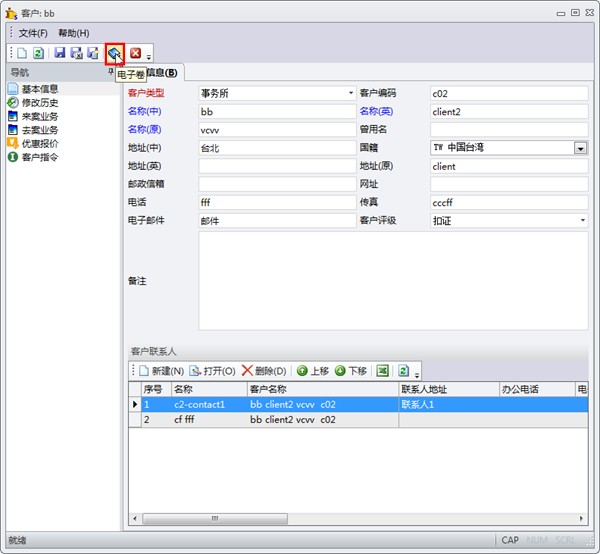 客户: bb
文件(F) 帮助(H)
电子卷
导航
信息(B)
基本信息
修改历史
来案业务
去案业务
优惠报价
客户指令
客户类型 事务所 客户编码 c02
名称(中) bb 名称(英) client2
名称(原) vcvv 曾用名
地址(中) 台北 国籍 TW 中国台湾
地址(英) 地址(原) client
邮政信箱 网址
电话 fff 传真 cccff
电子邮件 邮件 客户评级 扣证
备注
客户联系人
新建(N) 打开(O) 删除(D) 上移 下移
序号 名称 客户名称 联系人地址 办公电话 电
1 c2-contact1 bb client2 vcvv c02 联系人1
2 cf fff bb client2 vcvv c02
就绪 CAP NUM SCRL